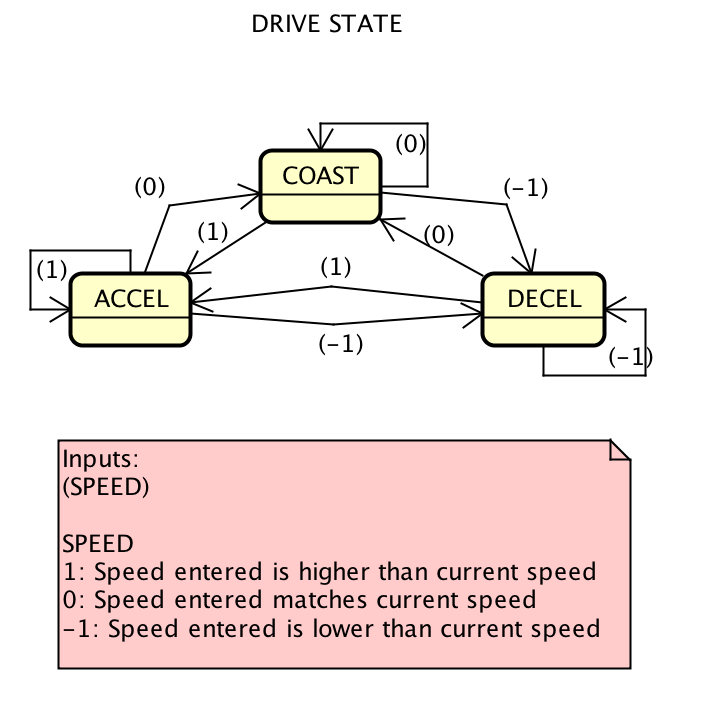 DRIVE STATE
(0)
COAST
(0)
(-1)
(1)
(0)
(1)
ACCEL
(1)
DECEL
(-1)
(-1)
Inputs:
(SPEED)
SPEED
1: Speed entered is higher than current speed
0: Speed entered matches current speed
-1: Speed entered is lower than current speed